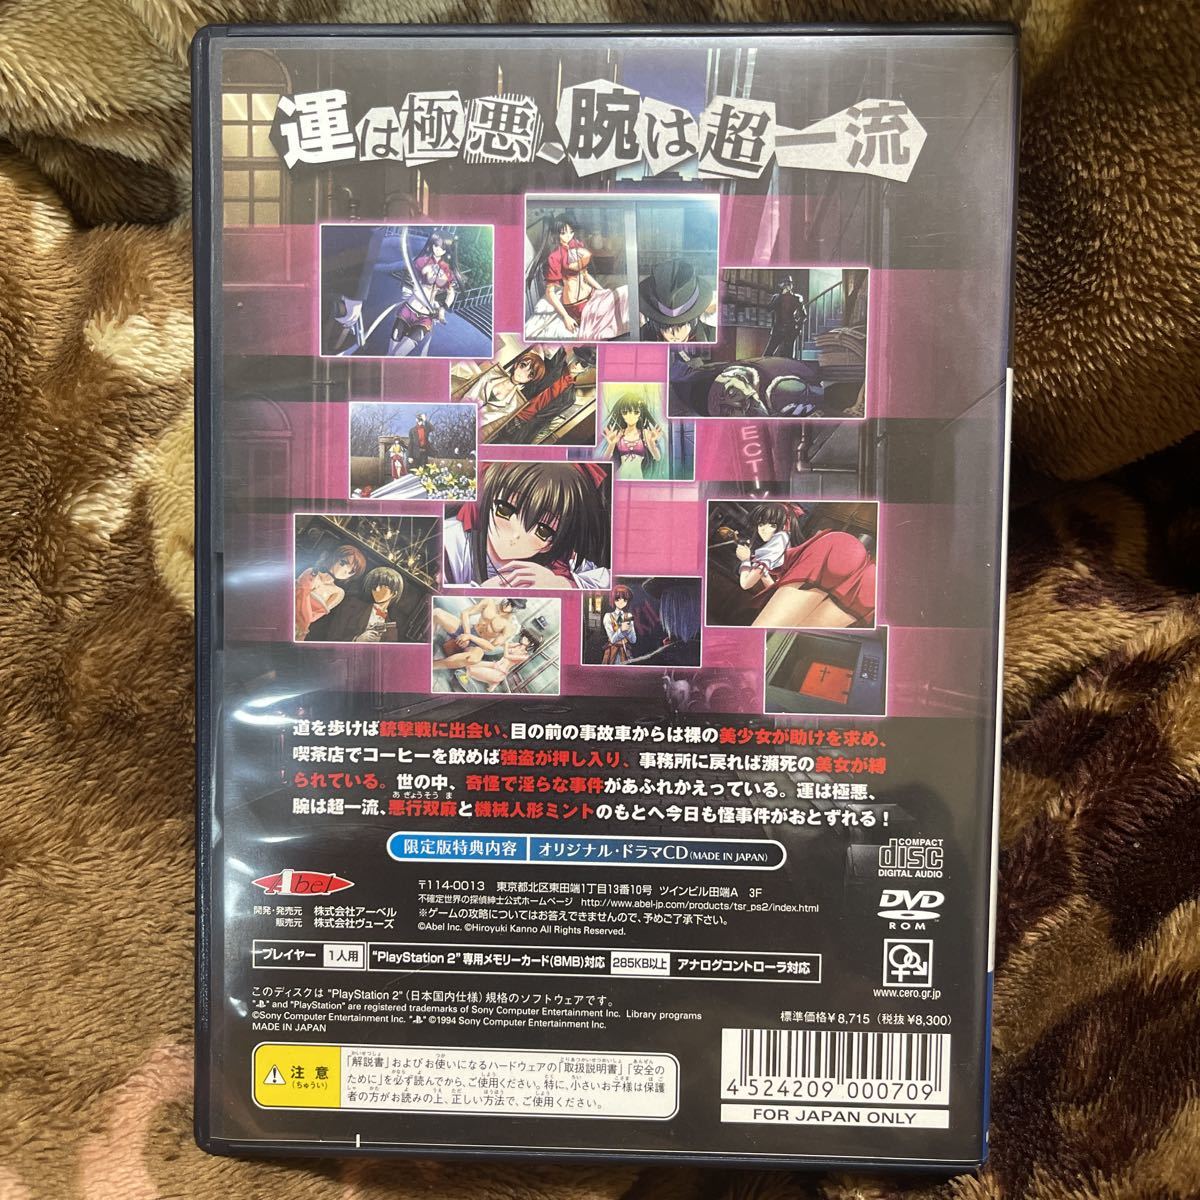 運は極悪、腕は超一流
ECTIV
道を歩けば銃撃戦に出会い、目の前の事故車からは裸の美少女が助けを求め、
喫茶店でコーヒーを飲めば強盗が押し入り、事務所に戻れば瀕死の美女が縛
られている。世の中、奇怪で淫らな事件があふれかえっている。運は極悪、
あぎょうそうま
腕は超一流、悪行双麻と機械人形ミントのもとへ今日も怪事件がおとずれる！
限定版特典内容 オリジナル・ドラマCD(MADE IN JAPAN)
COMPACT
disc
DIGITAL AUDIO
Abel
開発・発売元 株式会社アーベル
販売元 株式会社ヴューズ
〒114-0013 東京都北区東田端1丁目13番10号 ツインビル田端A 3F
不確定世界の探偵紳士公式ホームページ http://www.abel-jp.com/products/tsr_ps2/index.html
※ゲームの攻略についてはお答えできませんので、予めご了承下さい。
©Abel Inc. ©Hiroyuki Kanno All Rights Reserved.
DVD
ROM
プレイヤー 1人用 "PlayStation 2"専用メモリーカード(8MB)対応 285KB以上 アナログコントローラ対応
www.cero.gr.jp
このディスクは "PlayStation 2"（日本国内仕様）規格のソフトウェアです。
" " and "PlayStation" are registered trademarks of Sony Computer Entertainment Inc. Library programs
©Sony Computer Entertainment Inc. " " ©1994 Sony Computer Entertainment Inc.
MADE IN JAPAN
標準価格￥8,715（税抜￥8,300）
注意
(ちゅうい)
「解説書」およびお使いになるハードウェアの「取扱説明書」「安全の
ために」を必ず読んでから、ご使用ください。特に、小さいお子様は保護
者の方がお読みの上、正しい方法で、ご使用ください。
4 524209 000709
FOR JAPAN ONLY